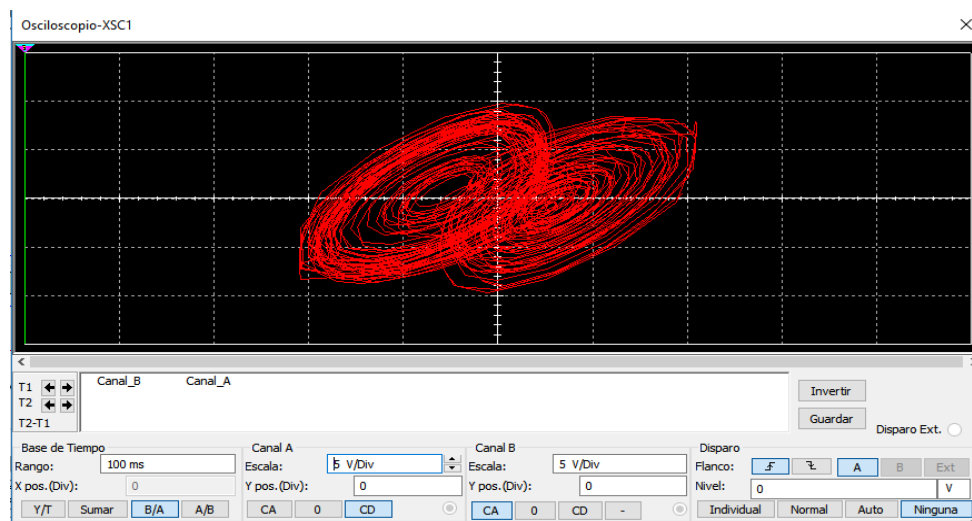 Osciloscopio-XSC1
T1
T2
T2-T1
Canal_B Canal_A
Invertir
Guardar
Disparo Ext.
Base de Tiempo
Rango: 100 ms
X pos.(Div): 0
Y/T Sumar B/A A/B
Canal A
Escala: 5 V/Div
Y pos.(Div): 0
CA 0 CD
Canal B
Escala: 5 V/Div
Y pos.(Div): 0
CA 0 CD -
Disparo
Flanco: A B Ext
Nivel: 0 V
Individual Normal Auto Ninguna